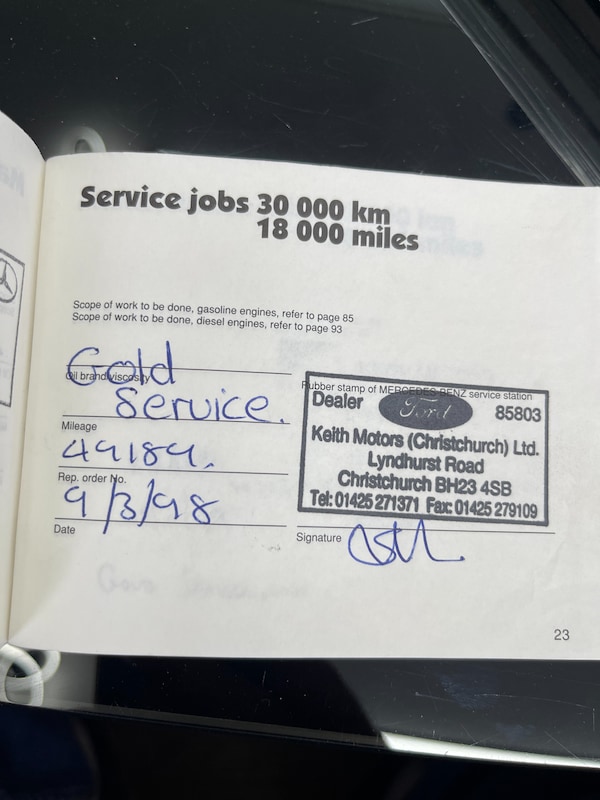 Service jobs 30 000 km
18 000 miles
Scope of work to be done, gasoline engines, refer to page 85
Scope of work to be done, diesel engines, refer to page 93
Gold
Oil brand/viscosity
Service.
Mileage
49189.
Rep. order No.
9/3/98
Date
Rubber stamp of MERCEDES-BENZ service station
Dealer Ford 85803
Keith Motors (Christchurch) Ltd.
Lyndhurst Road
Christchurch BH23 4SB
Tel: 01425 271371 Fax: 01425 279109
Signature
23